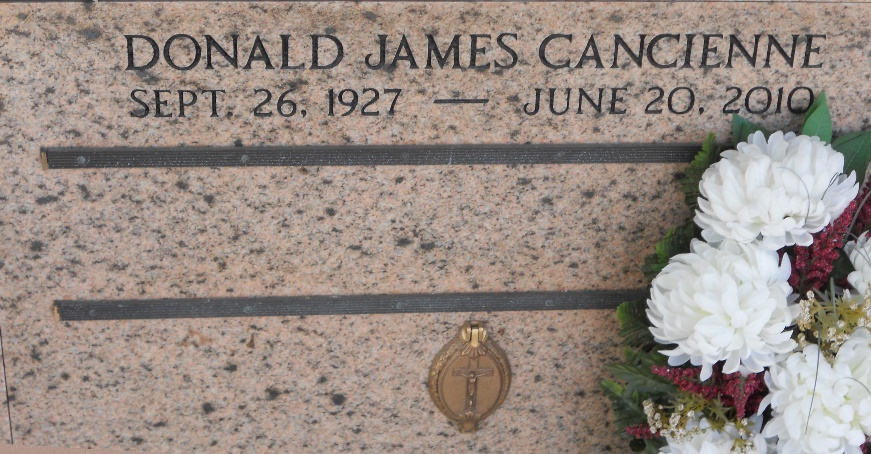 DONALD JAMES CANCIENNE
SEPT. 26, 1927 — JUNE 20, 2010